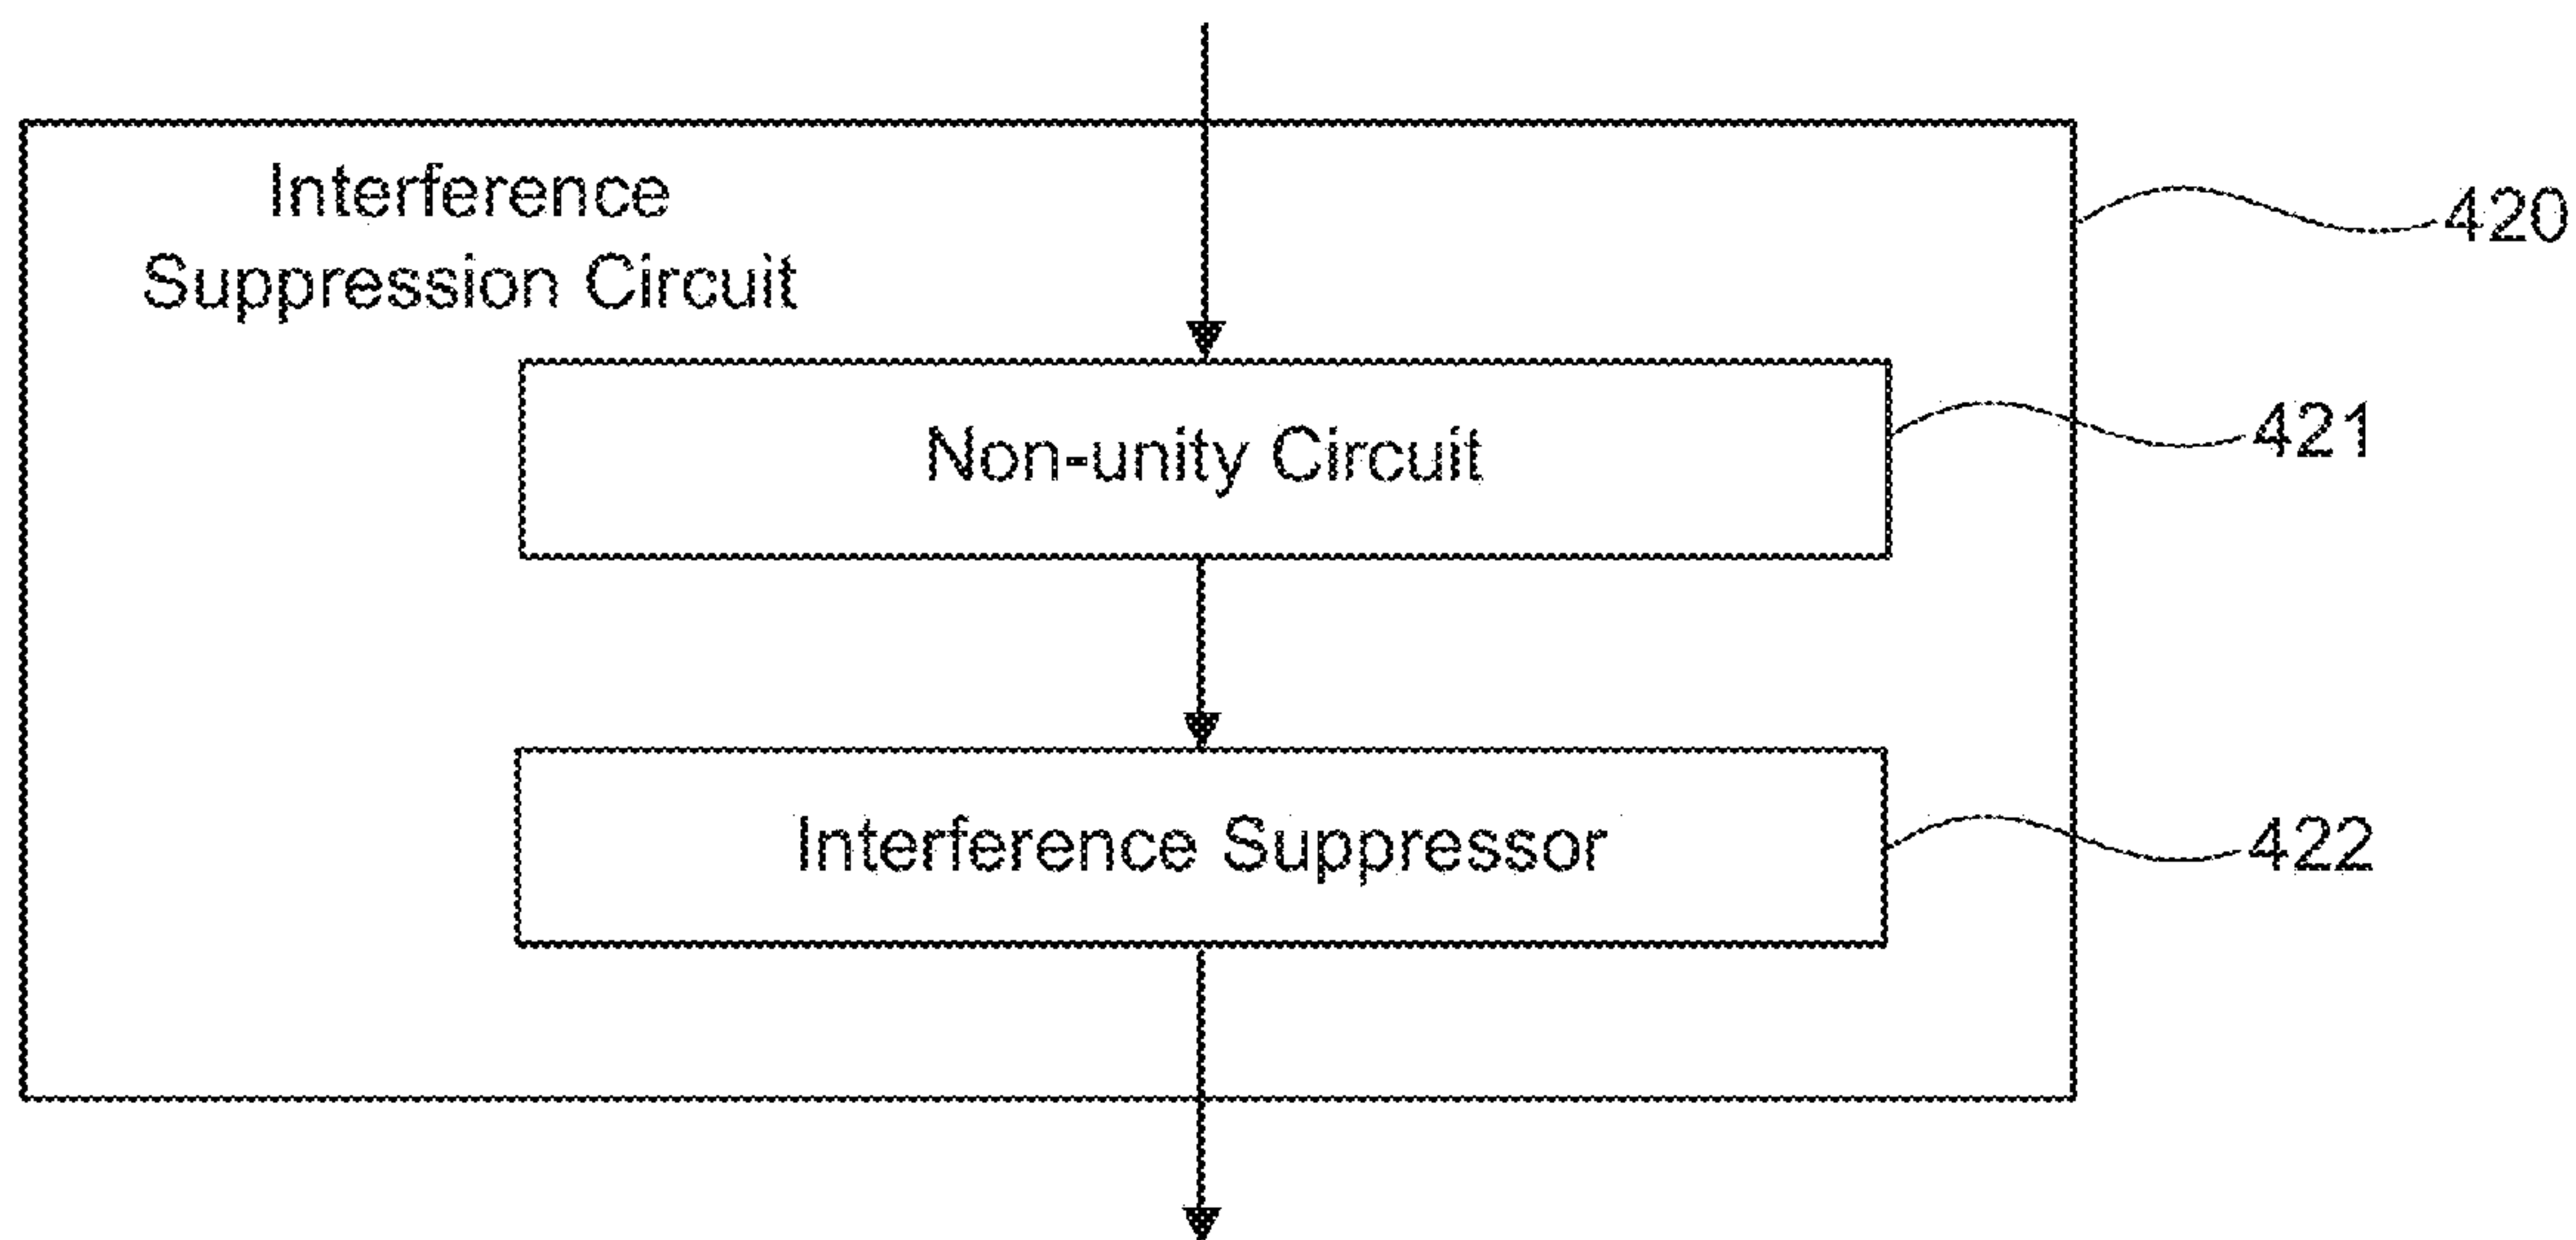 Interference
Suppression Circuit
420
Non-unity Circuit
421
Interference Suppressor
422